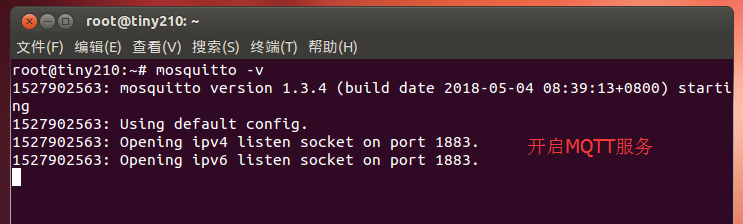 root@tiny210: ~
文件(F) 编辑(E) 查看(V) 搜索(S) 终端(T) 帮助(H)
root@tiny210:~# mosquitto -v
1527902563: mosquitto version 1.3.4 (build date 2018-05-04 08:39:13+0800) starti
ng
1527902563: Using default config.
1527902563: Opening ipv4 listen socket on port 1883.
开启MQTT服务
1527902563: Opening ipv6 listen socket on port 1883.